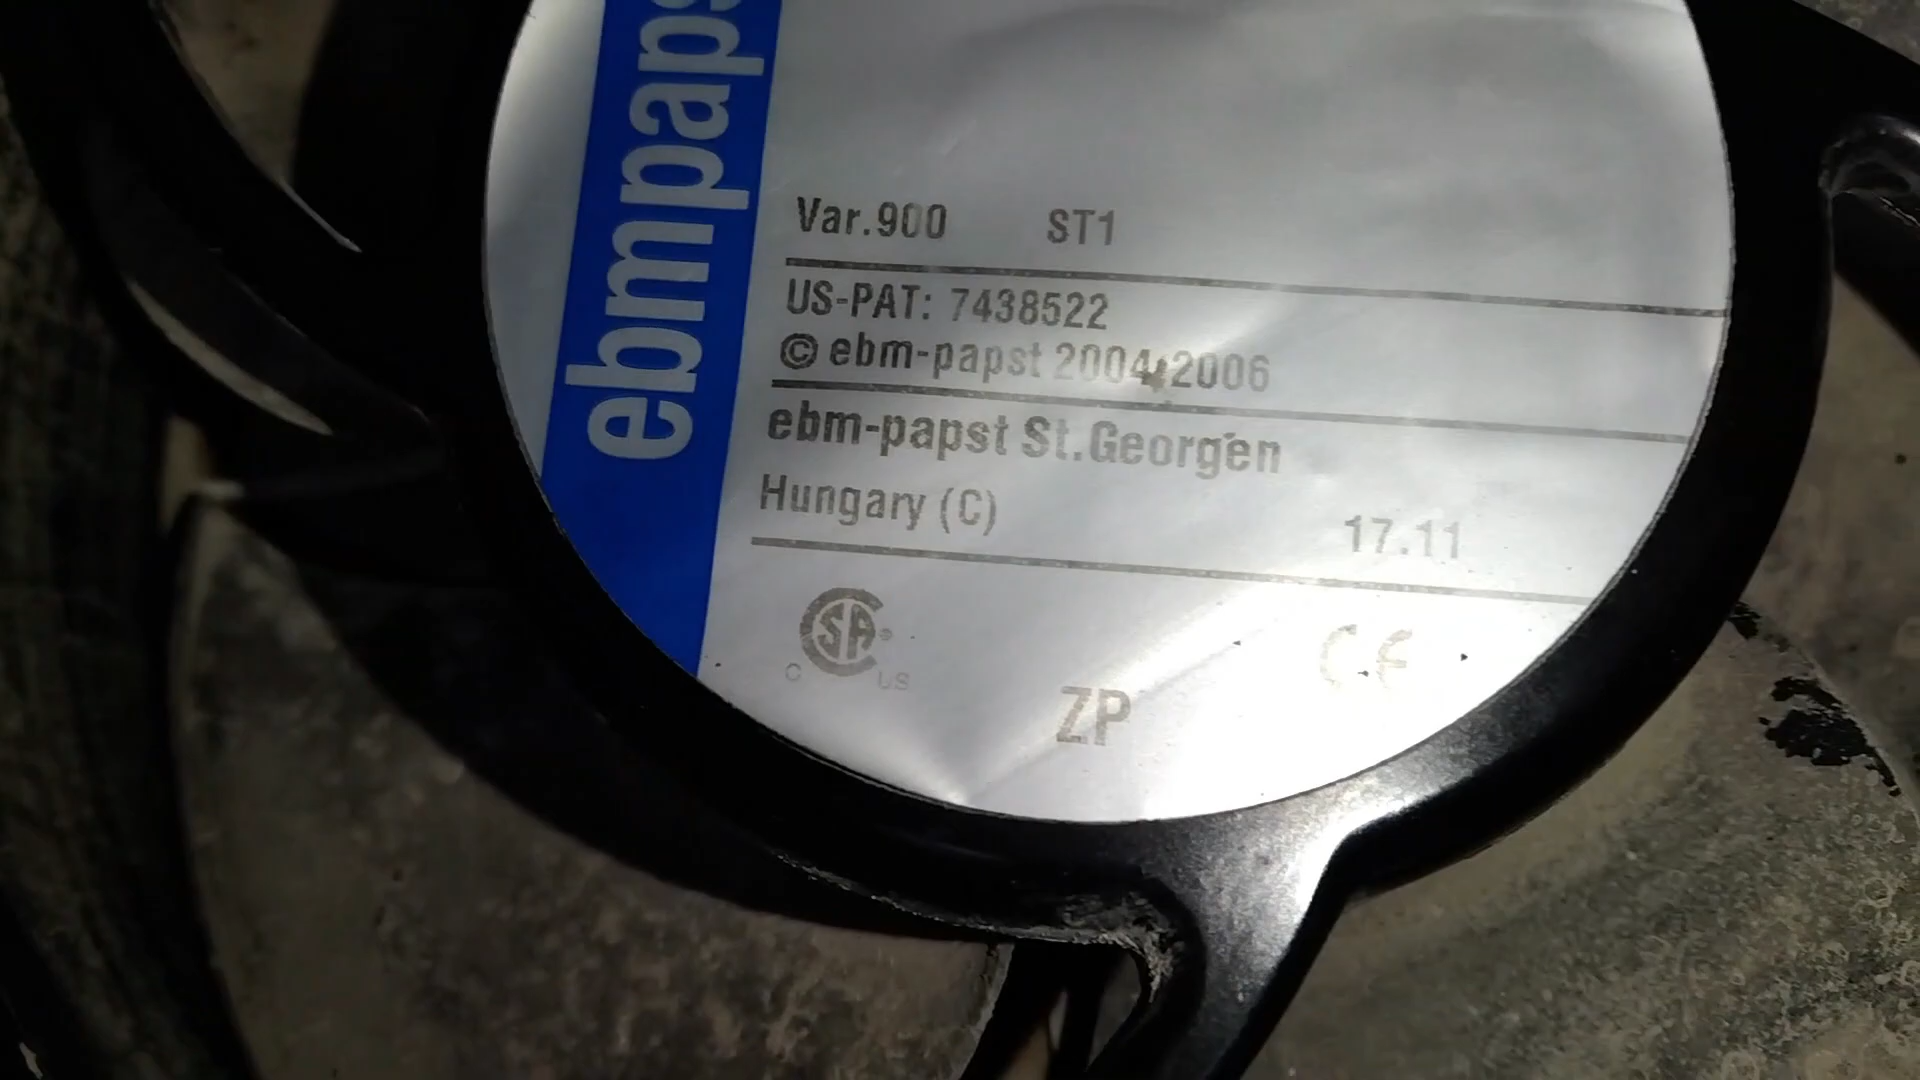 ebmpaps
Var.900 ST1
US-PAT: 7438522
© ebm-papst 2004,2006
ebm-papst St.Georgen
Hungary (C) 17.11
CSA®
C US
CE
ZP